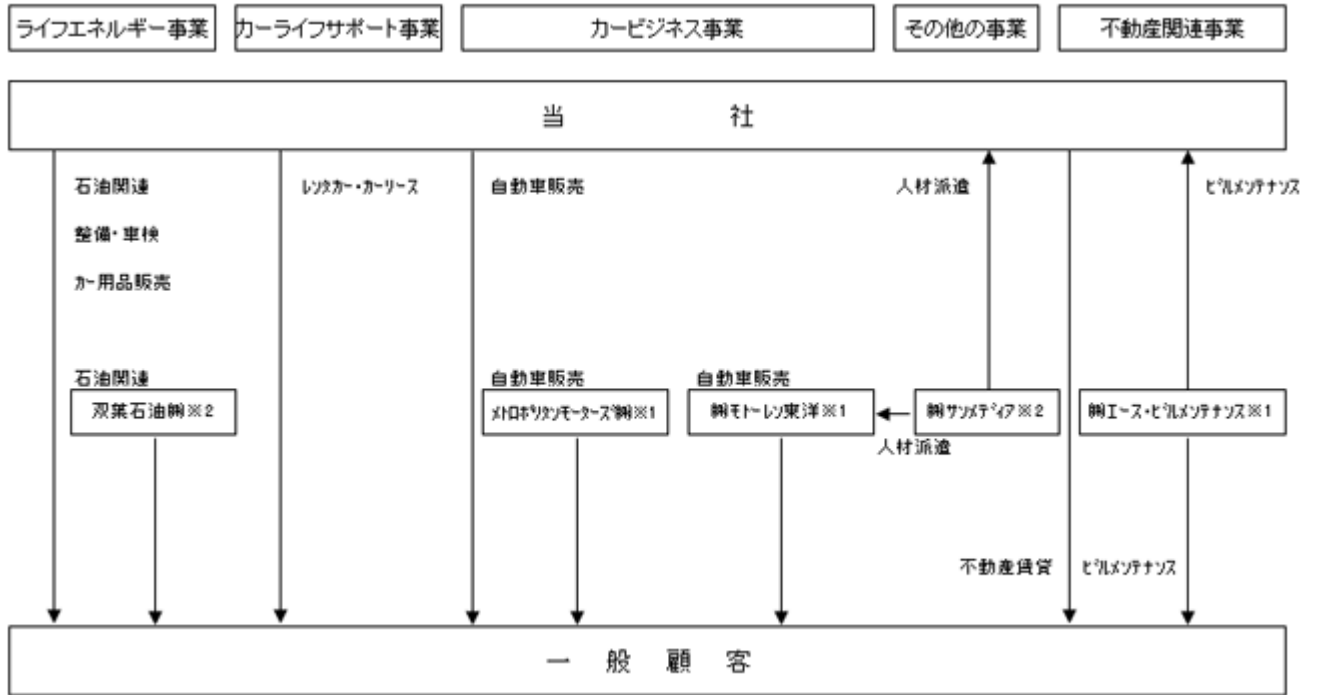 ライフエネルギー事業 カーライフサポート事業 カービジネス事業 その他の事業 不動産関連事業
当社
石油関連 レンタカー・カーリース 自動車販売 人材派遣 ビルメンテナンス
整備・車検
カー用品販売
石油関連 自動車販売 自動車販売
双葉石油㈱※2 メトロポリタンモーターズ㈱※1 ㈱モトーレン東洋※1 ㈱サンメディア※2 ㈱エース・ビルメンテナンス※1
人材派遣
不動産賃貸 ビルメンテナンス
一般顧客